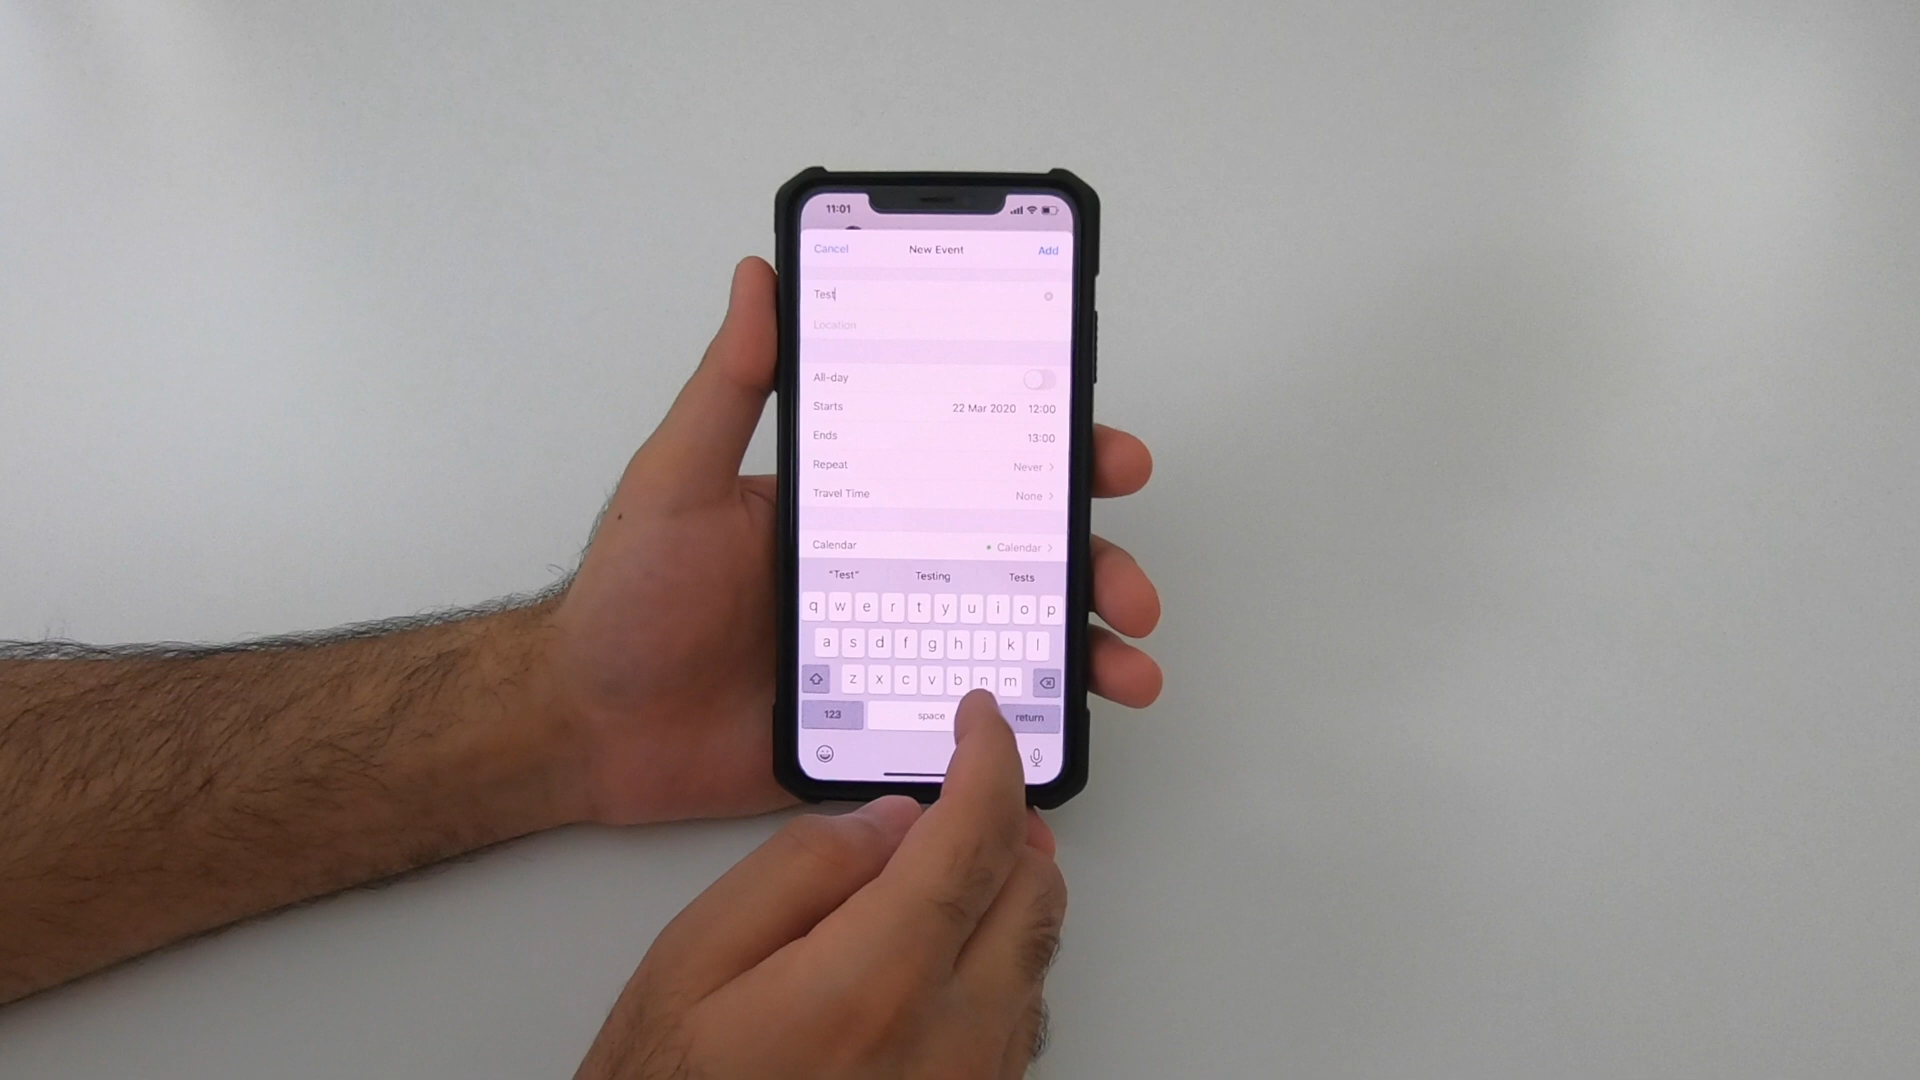 11:01
Cancel New Event Add
Test
Location
All-day
Starts 22 Mar 2020 12:00
Ends 13:00
Repeat Never >
Travel Time None >
Calendar • Calendar >
"Test" Testing Tests
q w e r t y u i o p
a s d f g h j k l
z x c v b n m
123 space return